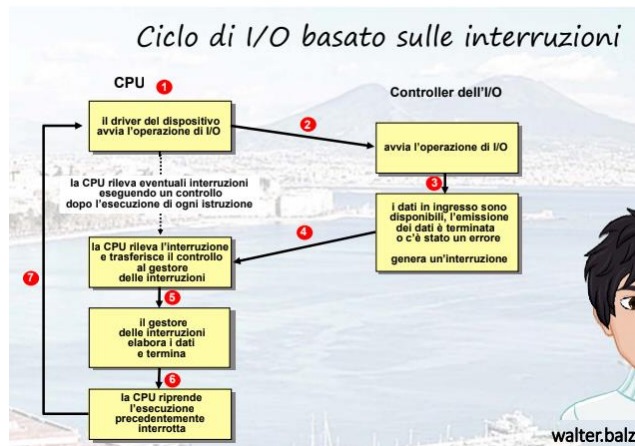 Ciclo di I/O basato sulle interruzioni
CPU
1
Controller dell'I/O
il driver del dispositivo
avvia l'operazione di I/O
2
avvia l'operazione di I/O
la CPU rileva eventuali interruzioni
eseguendo un controllo
dopo l'esecuzione di ogni istruzione
3
i dati in ingresso sono
disponibili, l'emissione
dei dati è terminata
o c'è stato un errore
genera un'interruzione
4
la CPU rileva l'interruzione
e trasferisce il controllo
al gestore
delle interruzioni
7
5
il gestore
delle interruzioni
elabora i dati
e termina
6
la CPU riprende
l'esecuzione
precedentemente
interrotta
walter.balz